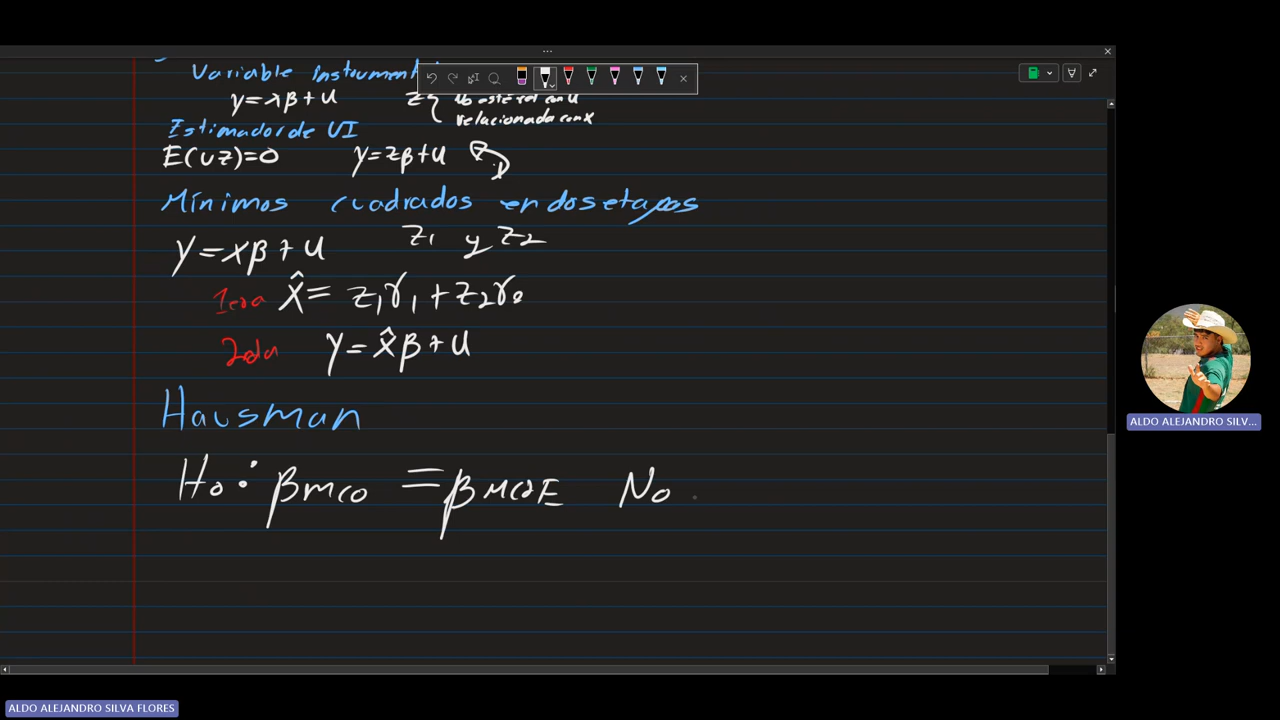 Variable instrument
y=xβ+U Z{ No esté rel con U
relacionada con x
Estimador de VI
E(UZ)=0 y=zβ+U
Mínimos cuadrados en dos etapas
y=xβ+U Z1 y Z2
1era X̂= Z1γ1+Z2γ2
2da y=X̂β+U
Hausman
Ho: βMCO = βMC2E No
ALDO ALEJANDRO SILV...
ALDO ALEJANDRO SILVA FLORES